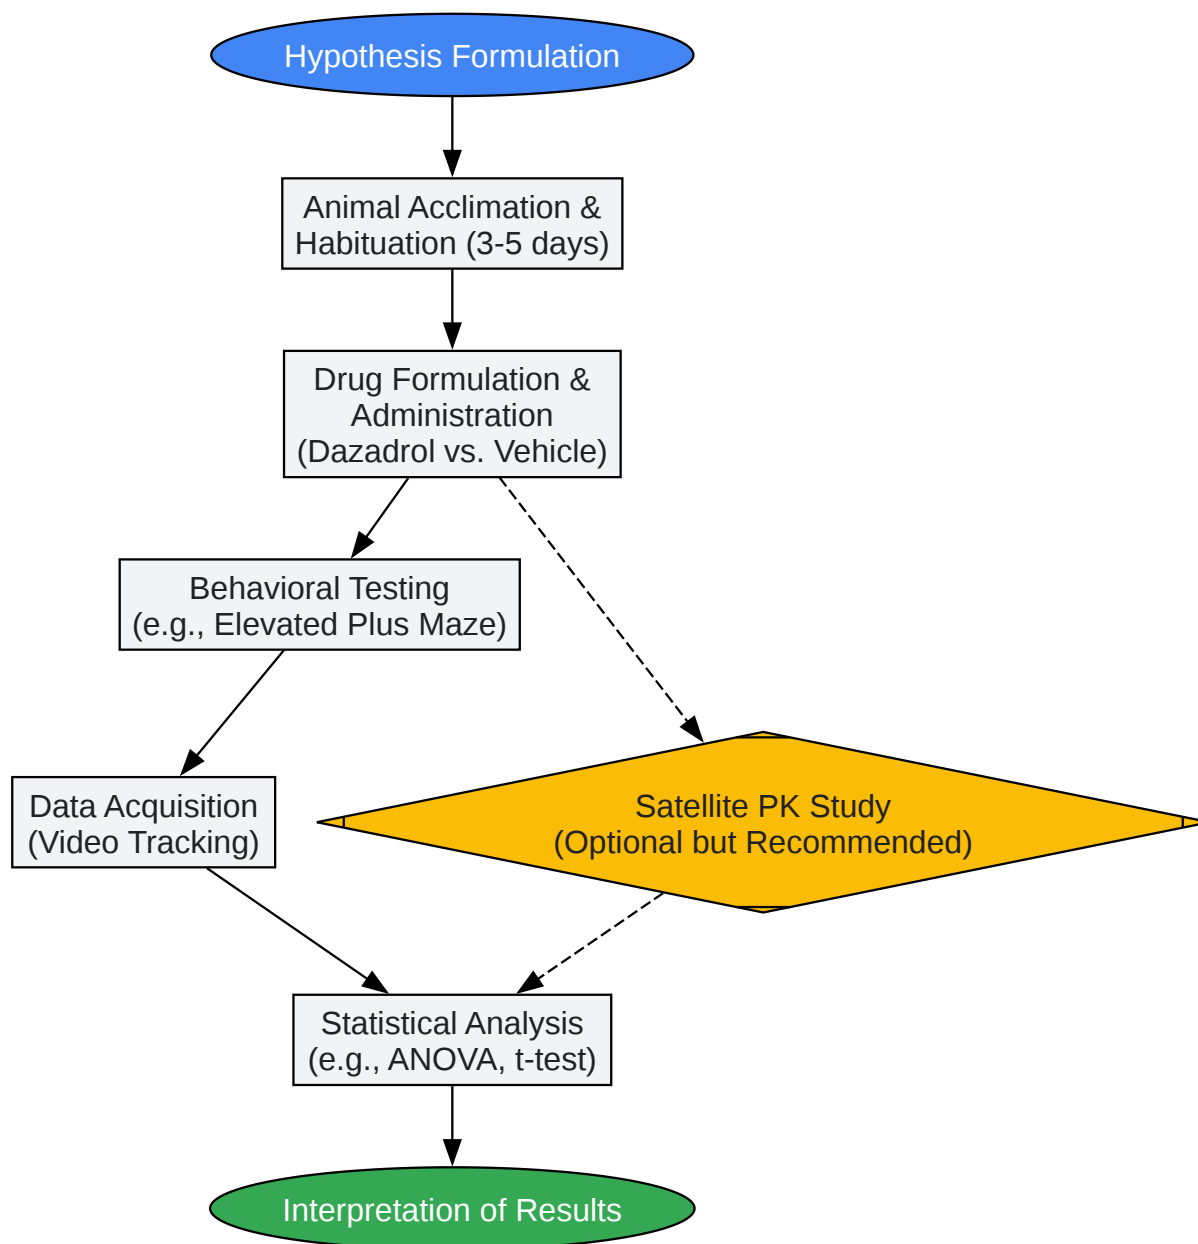 Hypothesis Formulation
Animal Acclimation &
Habituation (3-5 days)
Drug Formulation &
Administration
(Dazadrol vs. Vehicle)
Behavioral Testing
(e.g., Elevated Plus Maze)
Data Acquisition
(Video Tracking)
Satellite PK Study
(Optional but Recommended)
Statistical Analysis
(e.g., ANOVA, t-test)
Interpretation of Results